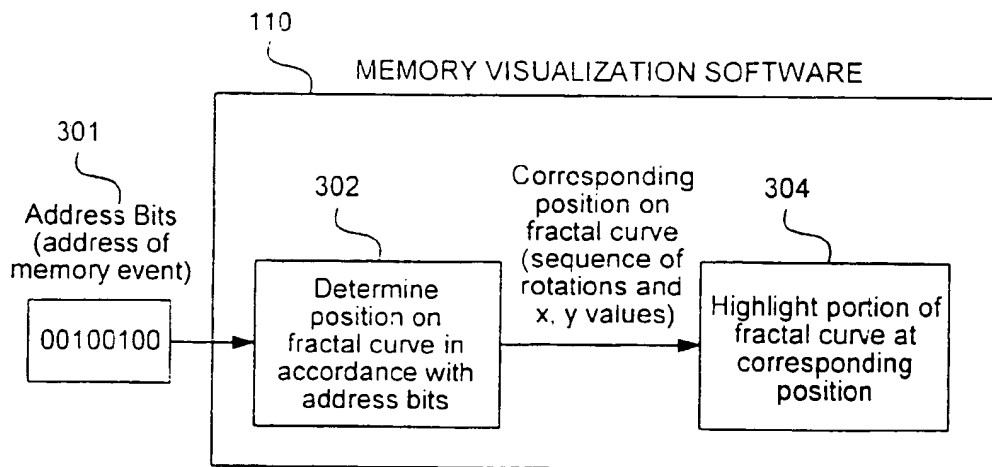 110
MEMORY VISUALIZATION SOFTWARE
301
Address Bits
(address of
memory event)
00100100
302
Determine
position on
fractal curve in
accordance with
address bits
Corresponding
position on
fractal curve
(sequence of
rotations and
x, y values)
304
Highlight portion of
fractal curve at
corresponding
position